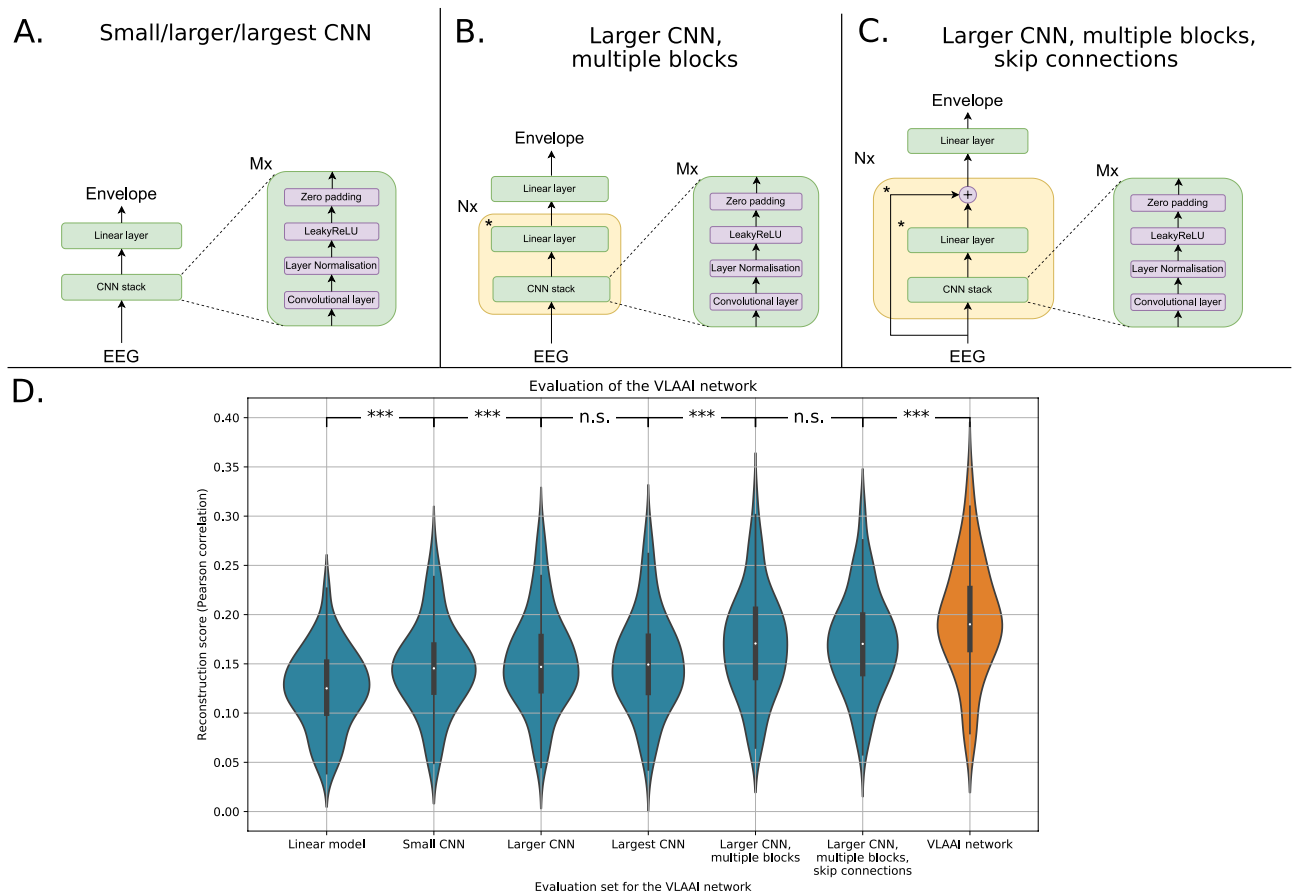 A.
Small/larger/largest CNN
Envelope
Linear layer
CNN stack
EEG
Mx
Zero padding
LeakyReLU
Layer Normalisation
Convolutional layer
B.
Larger CNN,
multiple blocks
Envelope
Linear layer
Nx
*
Linear layer
CNN stack
EEG
Mx
Zero padding
LeakyReLU
Layer Normalisation
Convolutional layer
C.
Larger CNN, multiple blocks,
skip connections
Envelope
Linear layer
Nx
*
+
*
Linear layer
CNN stack
EEG
Mx
Zero padding
LeakyReLU
Layer Normalisation
Convolutional layer
D.
Evaluation of the VLAAI network
*** *** n.s. *** n.s. ***
Reconstruction score (Pearson correlation)
0.40
0.35
0.30
0.25
0.20
0.15
0.10
0.05
0.00
Linear model
Small CNN
Larger CNN
Largest CNN
Larger CNN,
multiple blocks
Larger CNN,
multiple blocks,
skip connections
VLAAI network
Evaluation set for the VLAAI network